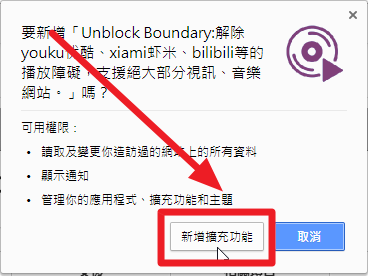 要新增「Unblock Boundary:解除
youku优酷、xiami虾米、bilibili等的
播放障礙，支援絕大部分視訊、音樂
網站。」嗎？
可用權限：
• 讀取及變更你造訪過的網站上的所有資料
• 顯示通知
• 管理你的應用程式、擴充功能和主題
新增擴充功能 取消